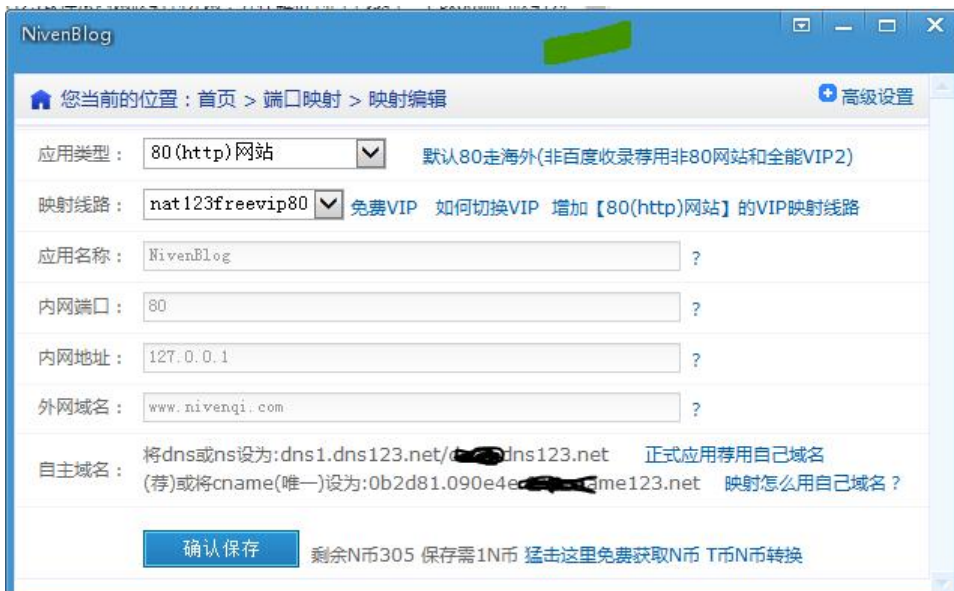 NivenBlog
您当前的位置：首页 > 端口映射 > 映射编辑
高级设置
应用类型： 80(http)网站 默认80走海外(非百度收录荐用非80网站和全能VIP2)
映射线路： nat123freevip80 免费VIP 如何切换VIP 增加【80(http)网站】的VIP映射线路
应用名称： NivenBlog ?
内网端口： 80 ?
内网地址： 127.0.0.1 ?
外网域名： www.nivenqi.com ?
自主域名： 将dns或ns设为:dns1.dns123.net/ dns123.net 正式应用荐用自己域名
(荐)或将cname(唯一)设为:0b2d81.090e4e ame123.net 映射怎么用自己域名？
确认保存 剩余N币305 保存需1N币 猛击这里免费获取N币 T币N币转换